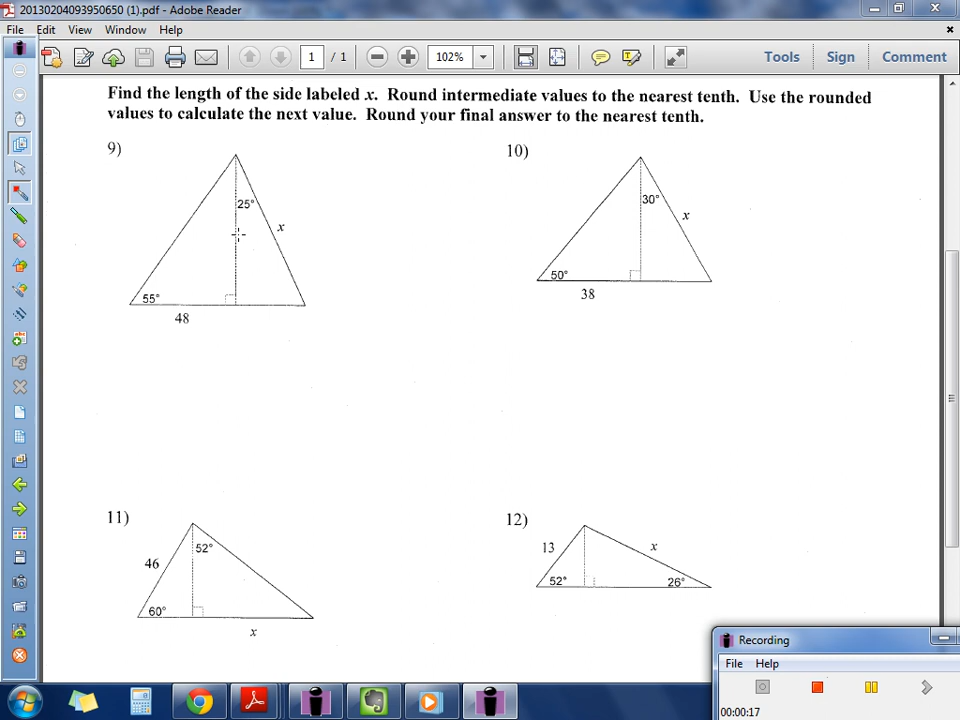 20130204093950650 (1).pdf - Adobe Reader
File Edit View Window Help
1 / 1 102% Tools Sign Comment
Find the length of the side labeled x. Round intermediate values to the nearest tenth. Use the rounded
values to calculate the next value. Round your final answer to the nearest tenth.
9)
25°
x
55°
48
10)
30°
x
50°
38
11)
52°
46
60°
x
12)
13
x
52°
26°
Recording
File Help
00:00:17